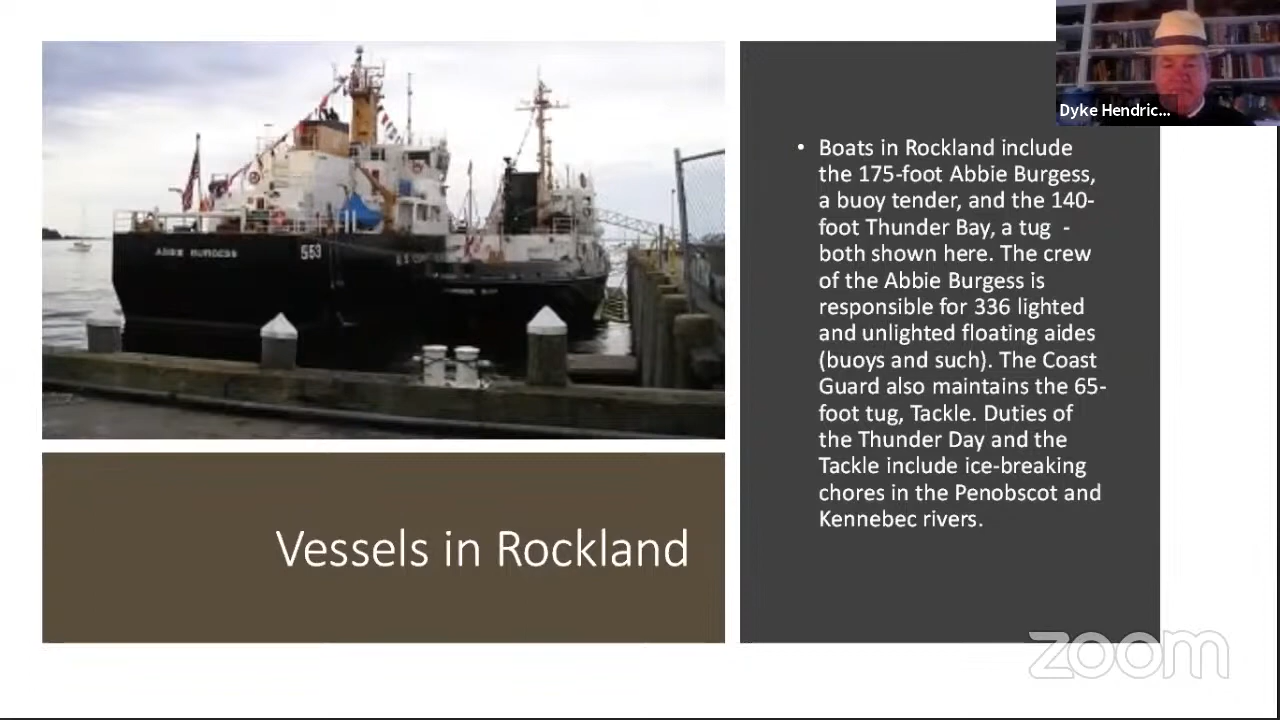 Dyke Hendric...
ABBIE BURGESS
553
• Boats in Rockland include
the 175-foot Abbie Burgess,
a buoy tender, and the 140-
foot Thunder Bay, a tug -
both shown here. The crew
of the Abbie Burgess is
responsible for 336 lighted
and unlighted floating aides
(buoys and such). The Coast
Guard also maintains the 65-
foot tug, Tackle. Duties of
the Thunder Day and the
Tackle include ice-breaking
chores in the Penobscot and
Kennebec rivers.
Vessels in Rockland
zoom